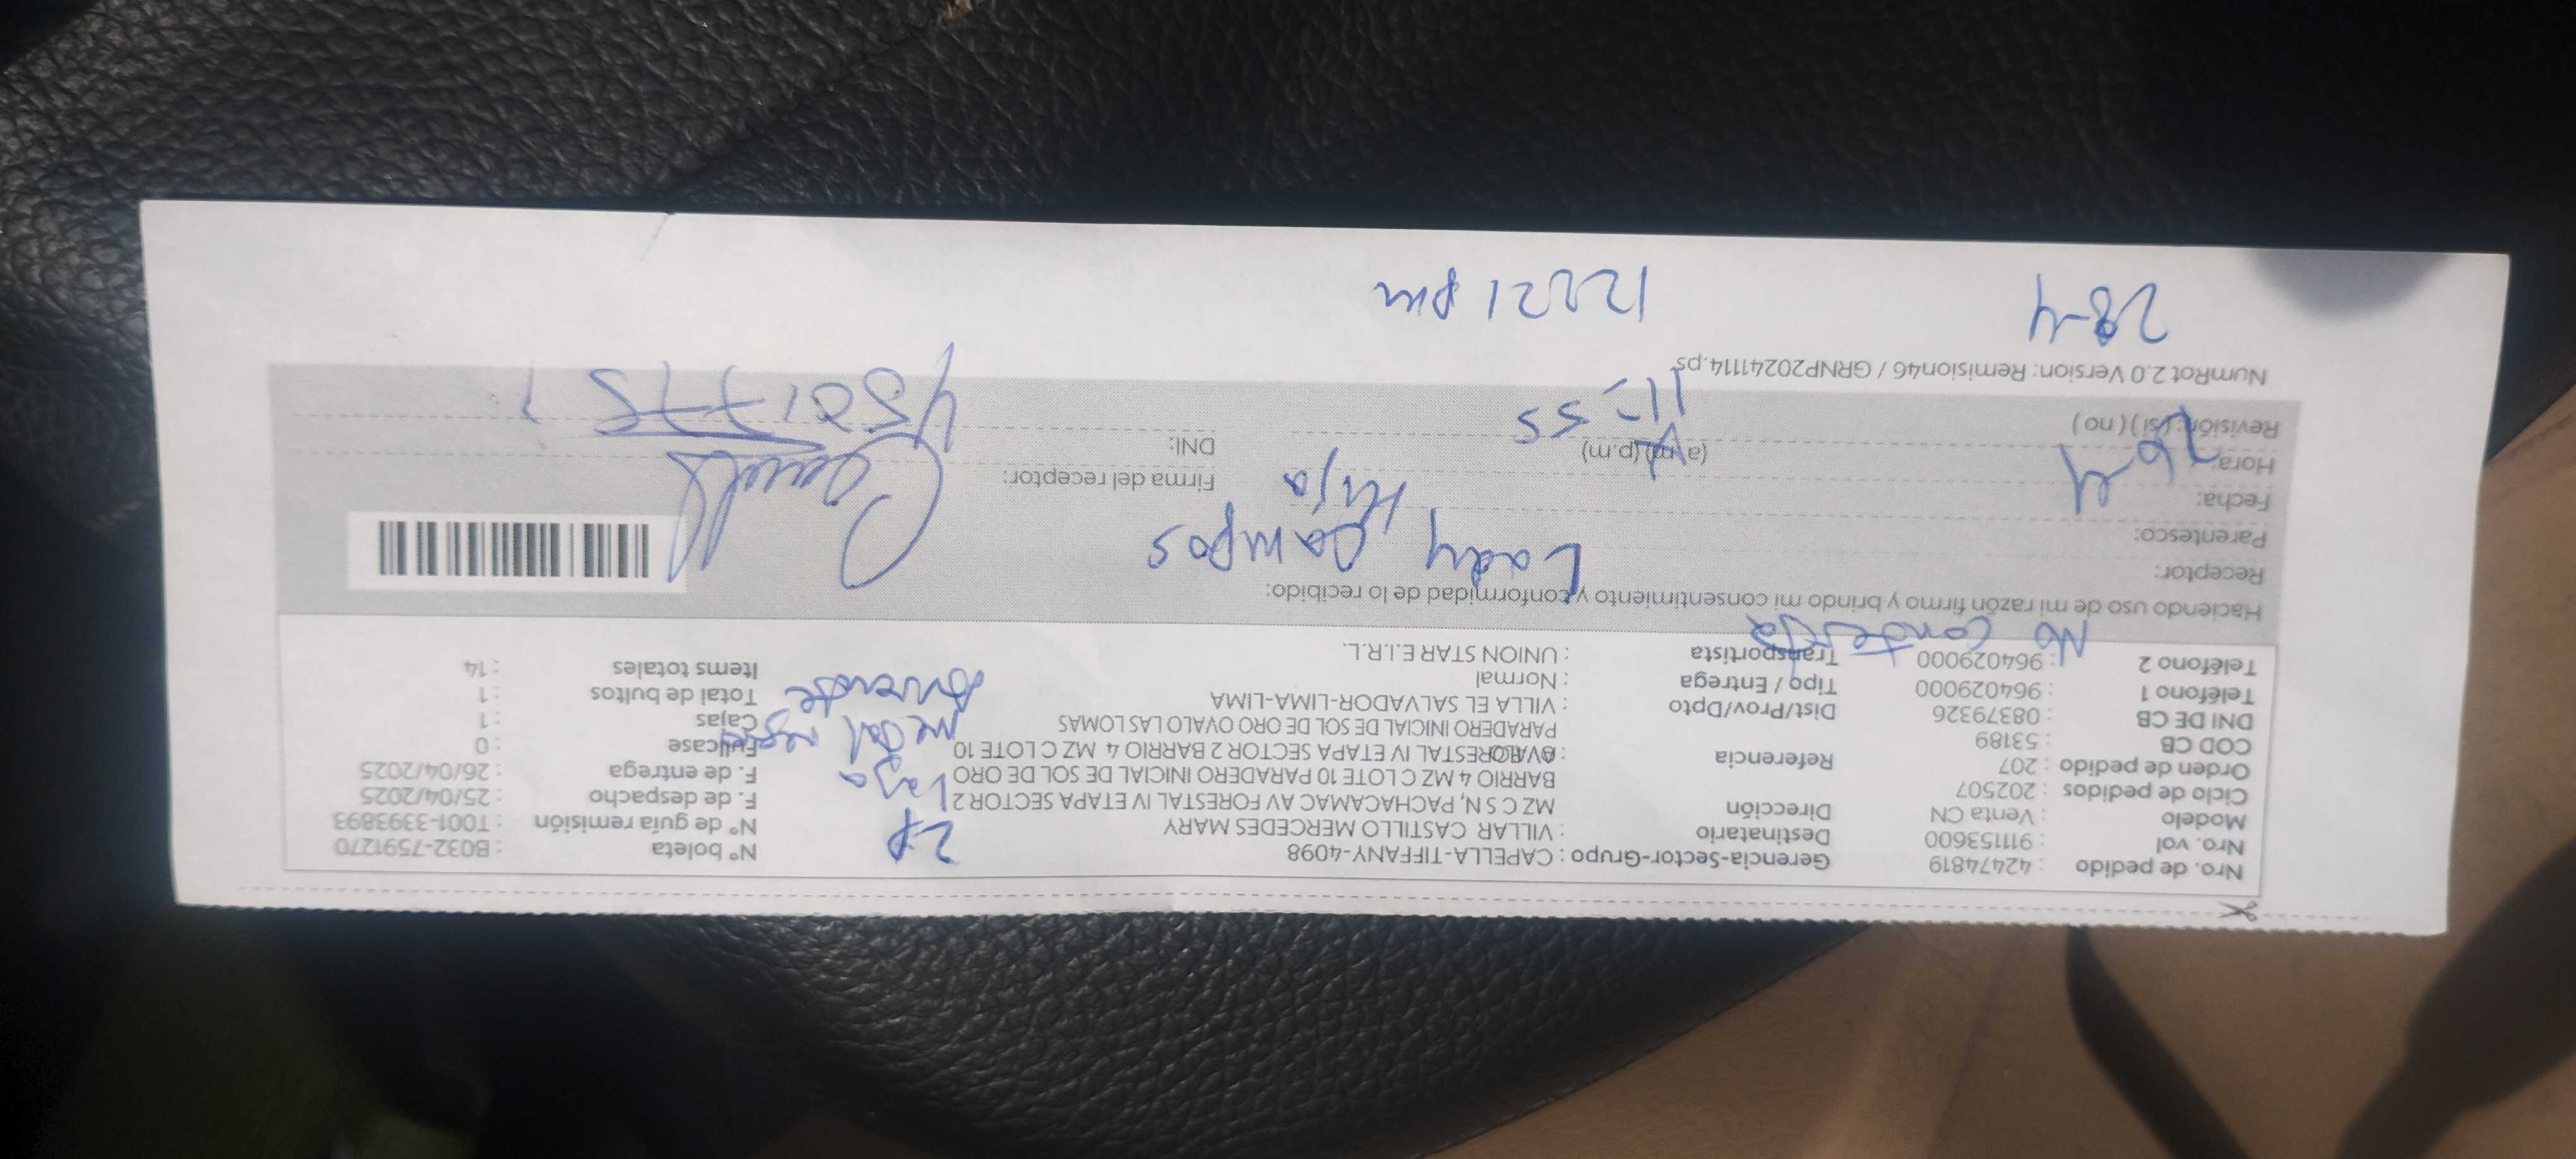 Nro. de pedido : 42474819
Nro. vol : 911153600
Modelo : Venta CN
Ciclo de pedidos : 202507
Orden de pedido : 207
COD CB : 53189
DNI DE CB : 08379326
Teléfono 1 : 964029000
Teléfono 2 : 964029000
Gerencia-Sector-Grupo : CAPELLA-TIFFANY-4098
Destinatario : VILLAR CASTILLO MERCEDES MARY
Dirección MZ C S N, PACHACAMAC AV FORESTAL IV ETAPA SECTOR 2
BARRIO 4 MZ C LOTE 10 PARADERO INICIAL DE SOL DE ORO
Referencia : FORESTAL IV ETAPA SECTOR 2 BARRIO 4 MZ C LOTE 10
PARADERO INICIAL DE SOL DE ORO OVALO LAS LOMAS
Dist/Prov/Dpto : VILLA EL SALVADOR-LIMA-LIMA
Tipo / Entrega : Normal
Transportista : UNION STAR E.I.R.L.
No contesta
2P
Nº boleta : B032-7591270
Nº de guía remisión : T001-3393893
F. de despacho : 25/04/2025
F. de entrega : 26/04/2025
Fullcase : 0
Cajas : 1
Total de bultos : 1
Items totales : 14
Haciendo uso de mi razón firmo y brindo mi consentimiento y conformidad de lo recibido:
Receptor: Lady Campos
Parentesco: Hija
Fecha:
Hora: (a.m) (p.m) 11-55
Revisión: (si) (no)
Firma del receptor:
DNI:
NumRot 2.0 Version: Remision46 / GRNP20241114.ps
28-4
12:21 pm